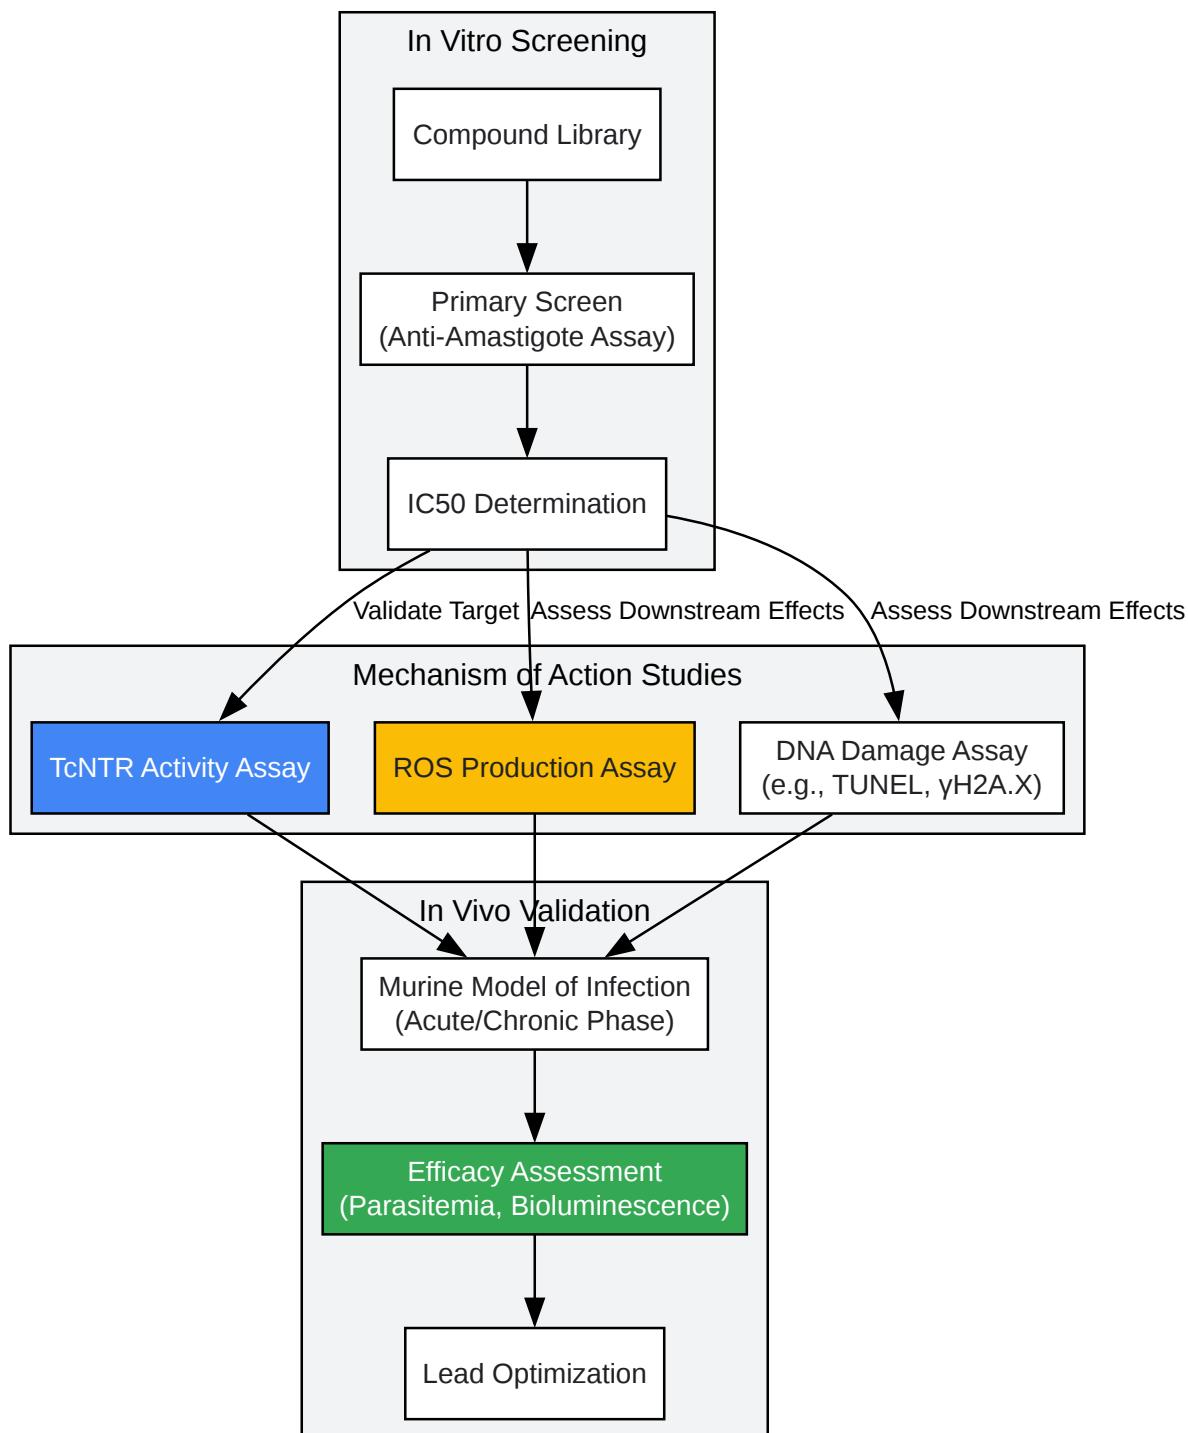 In Vitro Screening
Compound Library
Primary Screen
(Anti-Amastigote Assay)
IC50 Determination
Validate Target
Assess Downstream Effects
Assess Downstream Effects
Mechanism of Action Studies
TcNTR Activity Assay
ROS Production Assay
DNA Damage Assay
(e.g., TUNEL, γH2A.X)
In Vivo Validation
Murine Model of Infection
(Acute/Chronic Phase)
Efficacy Assessment
(Parasitemia, Bioluminescence)
Lead Optimization